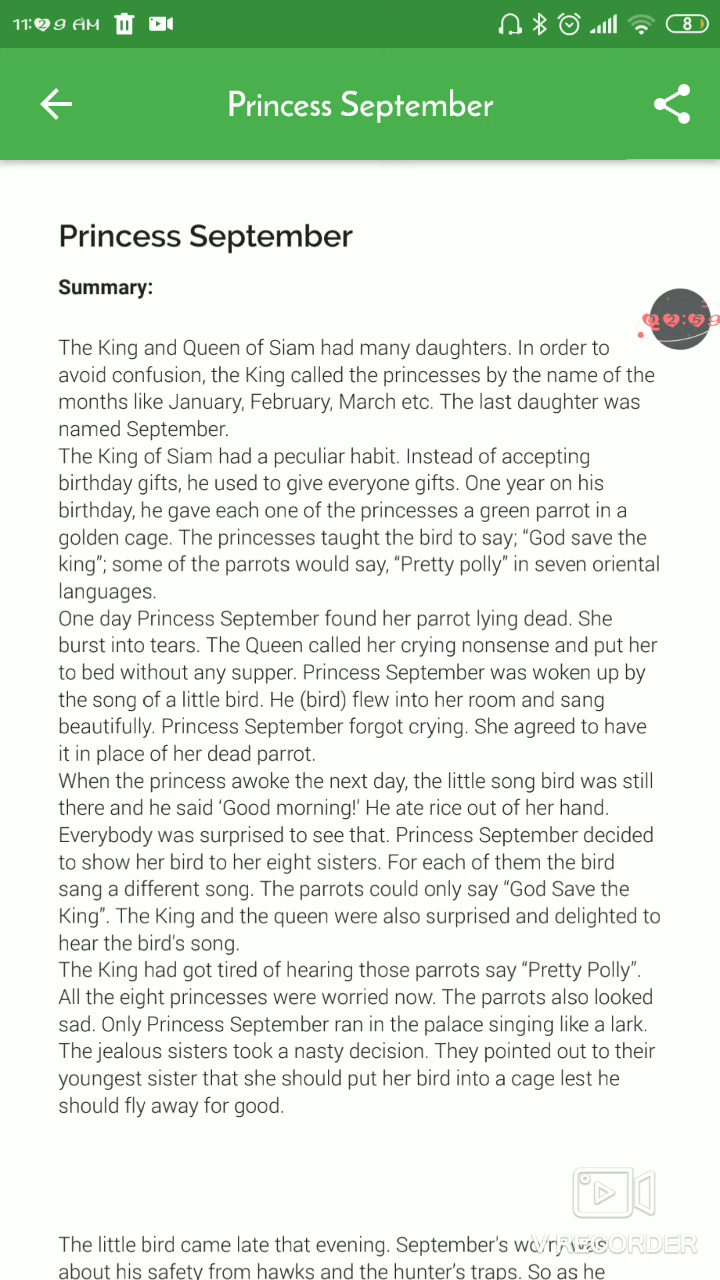 11:29 AM
8
Princess September
Princess September
Summary:
02:59
The King and Queen of Siam had many daughters. In order to
avoid confusion, the King called the princesses by the name of the
months like January, February, March etc. The last daughter was
named September.
The King of Siam had a peculiar habit. Instead of accepting
birthday gifts, he used to give everyone gifts. One year on his
birthday, he gave each one of the princesses a green parrot in a
golden cage. The princesses taught the bird to say; “God save the
king”; some of the parrots would say, “Pretty polly” in seven oriental
languages.
One day Princess September found her parrot lying dead. She
burst into tears. The Queen called her crying nonsense and put her
to bed without any supper. Princess September was woken up by
the song of a little bird. He (bird) flew into her room and sang
beautifully. Princess September forgot crying. She agreed to have
it in place of her dead parrot.
When the princess awoke the next day, the little song bird was still
there and he said ‘Good morning!’ He ate rice out of her hand.
Everybody was surprised to see that. Princess September decided
to show her bird to her eight sisters. For each of them the bird
sang a different song. The parrots could only say “God Save the
King”. The King and the queen were also surprised and delighted to
hear the bird's song.
The King had got tired of hearing those parrots say “Pretty Polly”.
All the eight princesses were worried now. The parrots also looked
sad. Only Princess September ran in the palace singing like a lark.
The jealous sisters took a nasty decision. They pointed out to their
youngest sister that she should put her bird into a cage lest he
should fly away for good.
The little bird came late that evening. September’s worry was
V RECORDER
about his safety from hawks and the hunter’s traps. So as he